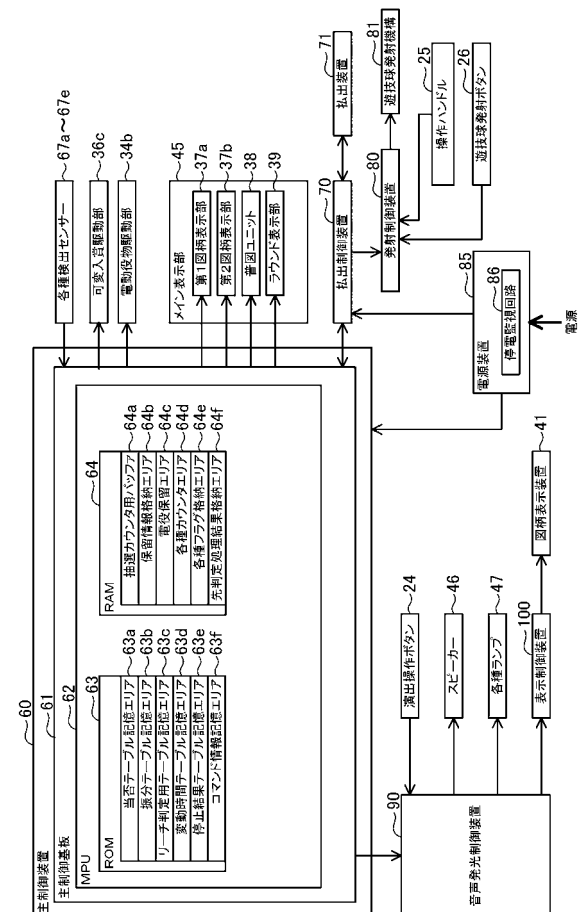 60
主制御装置
61
主制御基板
62
MPU
63
ROM
当否テーブル記憶エリア 63a
振分テーブル記憶エリア 63b
リーチ判定用テーブル記憶エリア 63c
変動時間テーブル記憶エリア 63d
停止結果テーブル記憶エリア 63e
コマンド情報記憶エリア 63f
64
RAM
抽選カウンタ用バッファ 64a
保留情報格納エリア 64b
電役保留エリア 64c
各種カウンタエリア 64d
各種フラグ格納エリア 64e
先判定処理結果格納エリア 64f
各種検出センサー 67a～67e
可変入賞駆動部 36c
電動役物駆動部 34b
45
メイン表示部
第1図柄表示部 37a
第2図柄表示部 37b
普図ユニット 38
ラウンド表示部 39
払出制御装置 70
払出装置 71
発射制御装置 80
遊技球発射機構 81
操作ハンドル 25
遊技球発射ボタン 26
85
電源装置
86
停電監視回路
電源
90
音声発光制御装置
演出操作ボタン 24
スピーカー 46
各種ランプ 47
表示制御装置 100
図柄表示装置 41